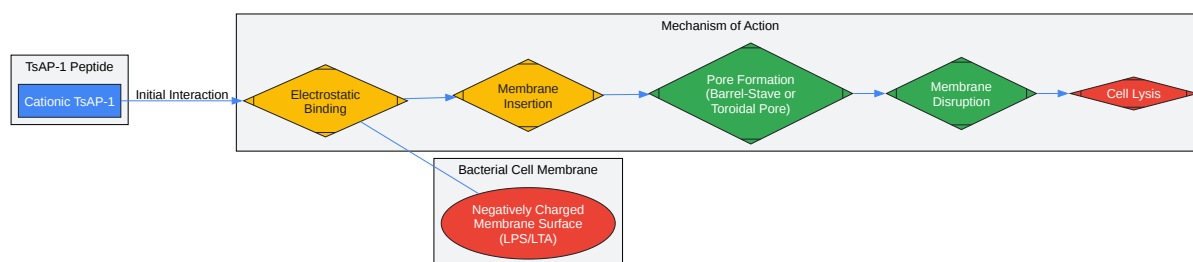 Mechanism of Action
TsAP-1 Peptide
Cationic TsAP-1
Initial Interaction
Electrostatic
Binding
Membrane
Insertion
Pore Formation
(Barrel-Stave or
Toroidal Pore)
Membrane
Disruption
Cell Lysis
Bacterial Cell Membrane
Negatively Charged
Membrane Surface
(LPS/LTA)